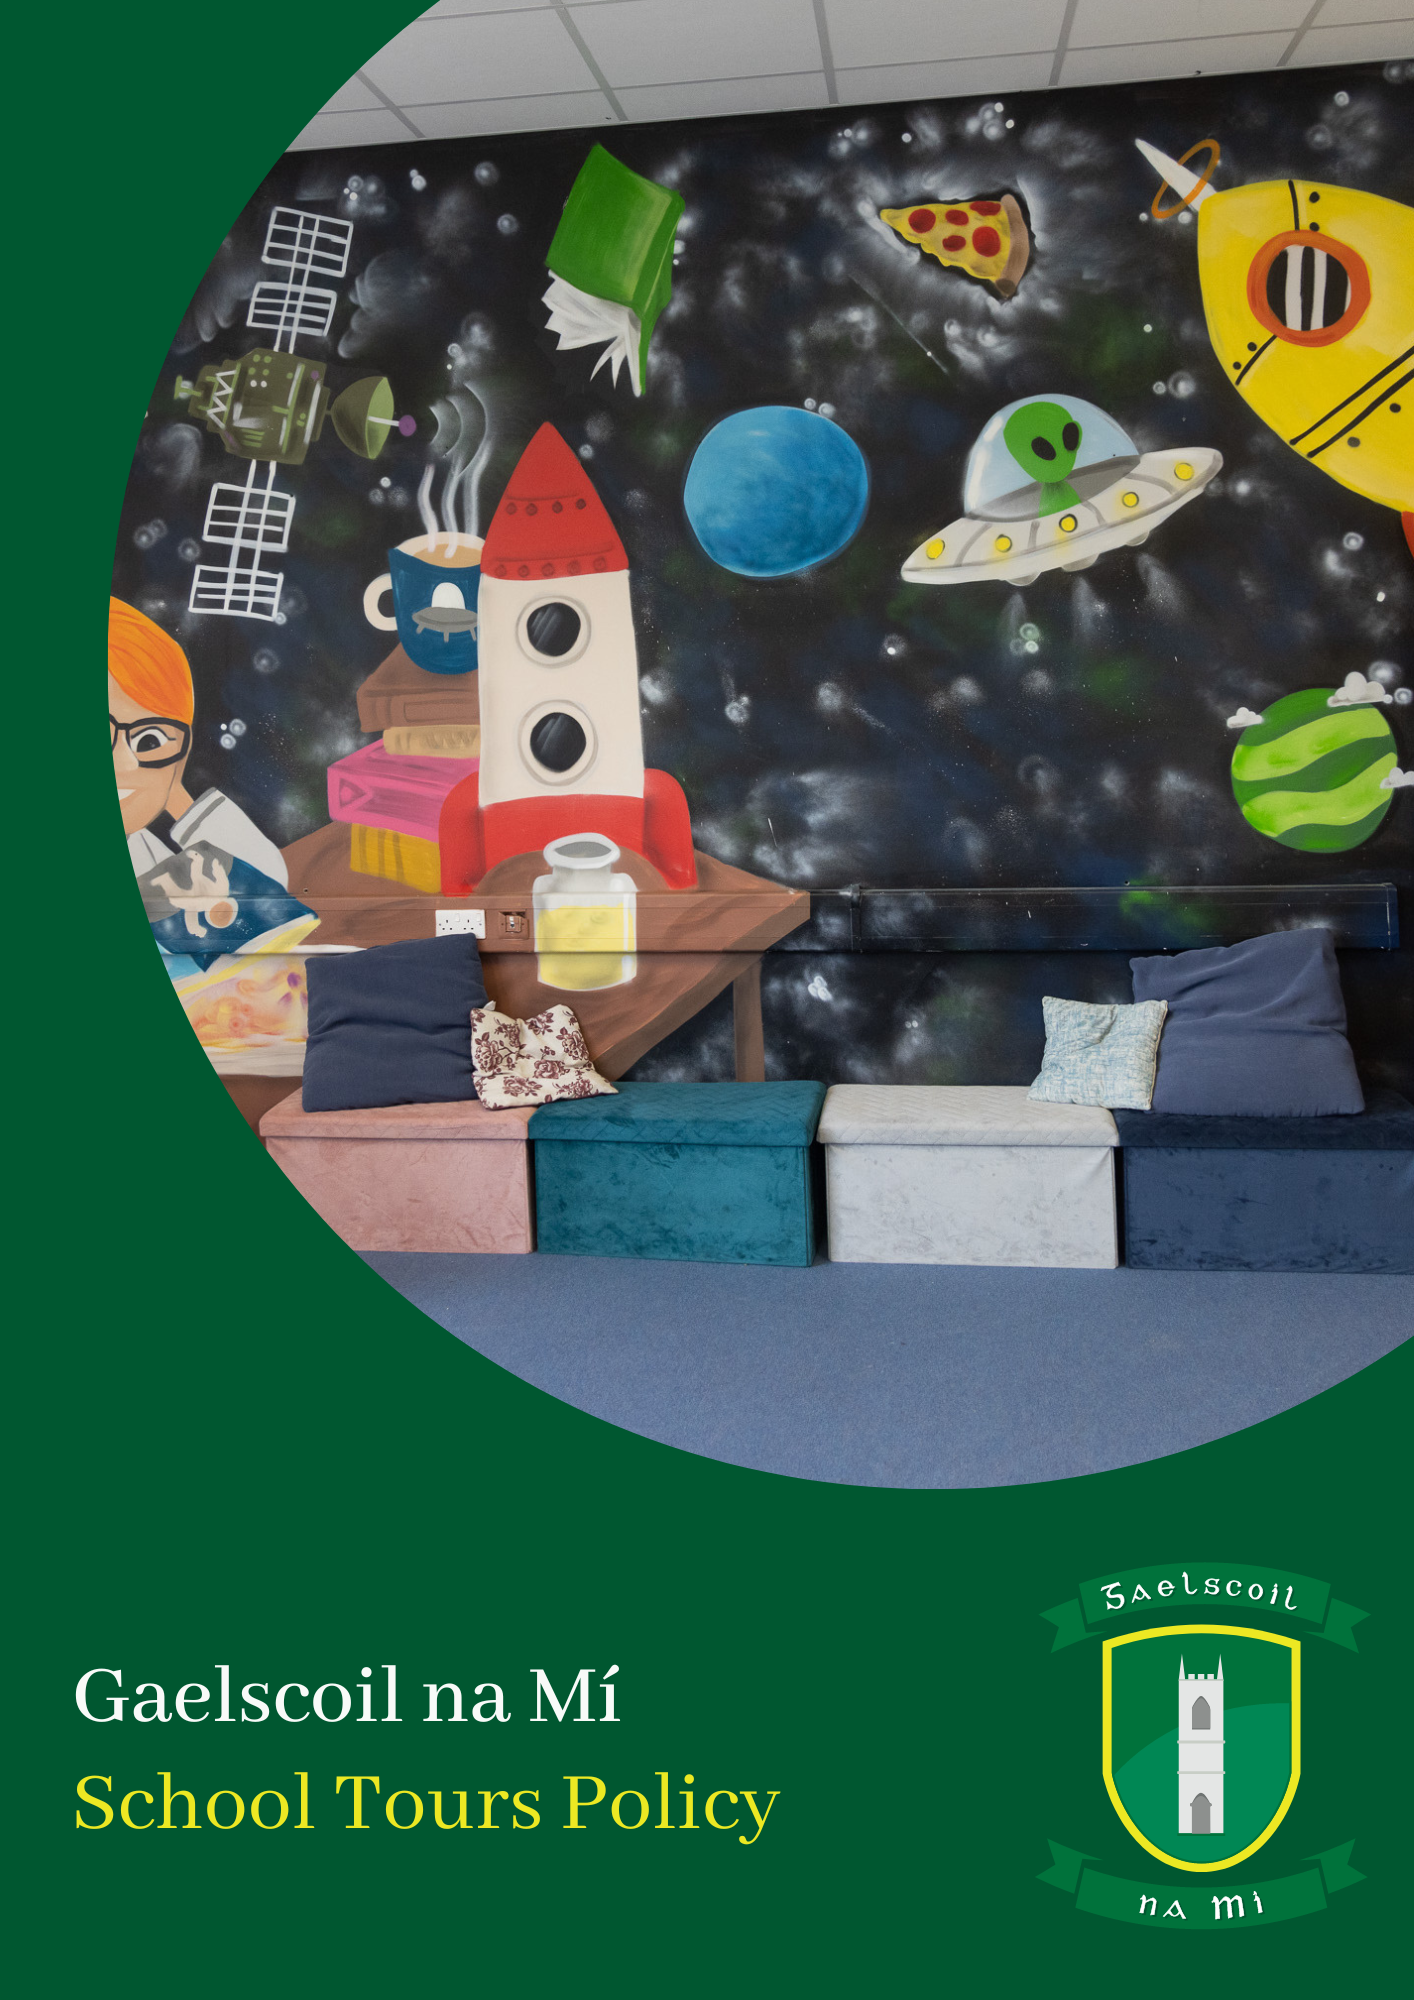 Gaelscoil na Mí
School Tours Policy
Gaelscoil
na mí